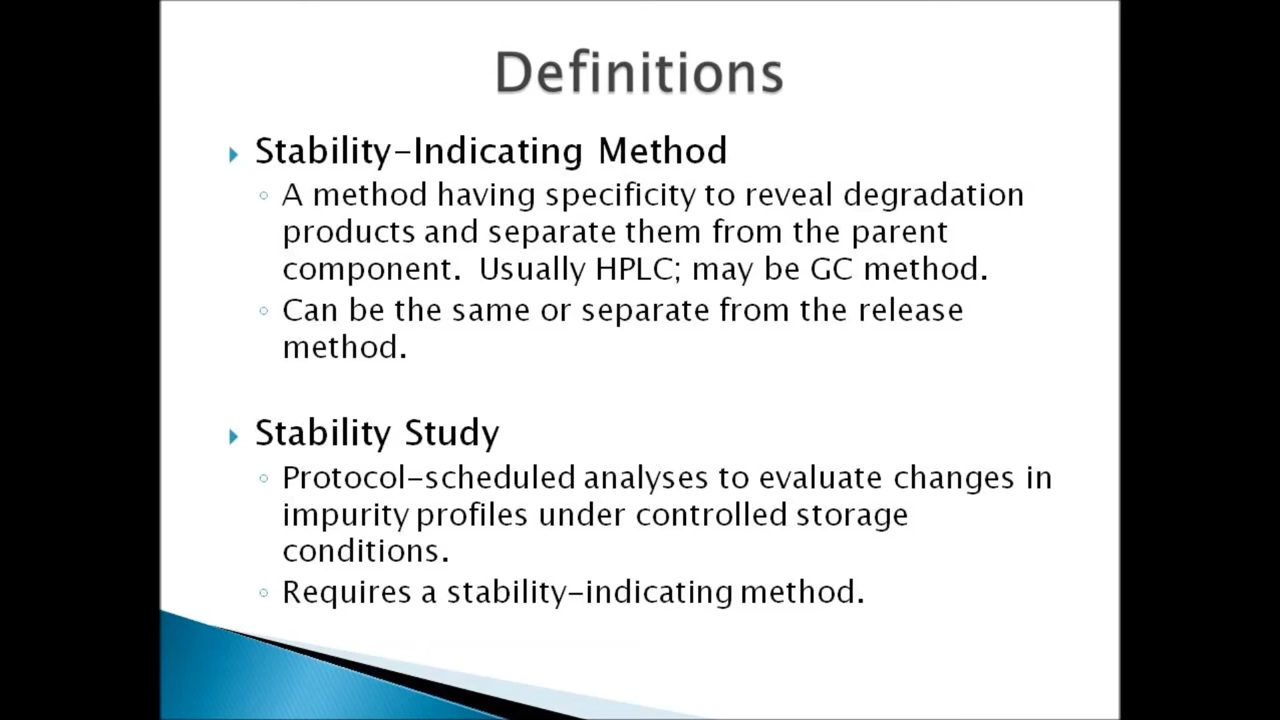 Definitions
Stability-Indicating Method
A method having specificity to reveal degradation
products and separate them from the parent
component.  Usually HPLC; may be GC method.
Can be the same or separate from the release
method.
Stability Study
Protocol-scheduled analyses to evaluate changes in
impurity profiles under controlled storage
conditions.
Requires a stability-indicating method.